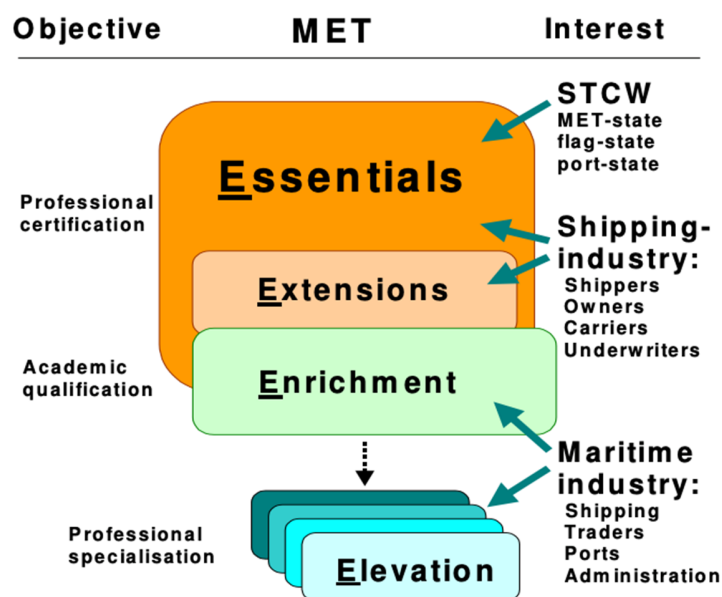 Objective MET Interest
STCW
MET-state
flag-state
port-state
Essentials
Professional
certification
Shipping-
industry:
Shippers
Owners
Carriers
Underwriters
Extensions
Academic
qualification
Enrichment
Maritime
industry:
Shipping
Traders
Ports
Administration
Professional
specialisation
Elevation